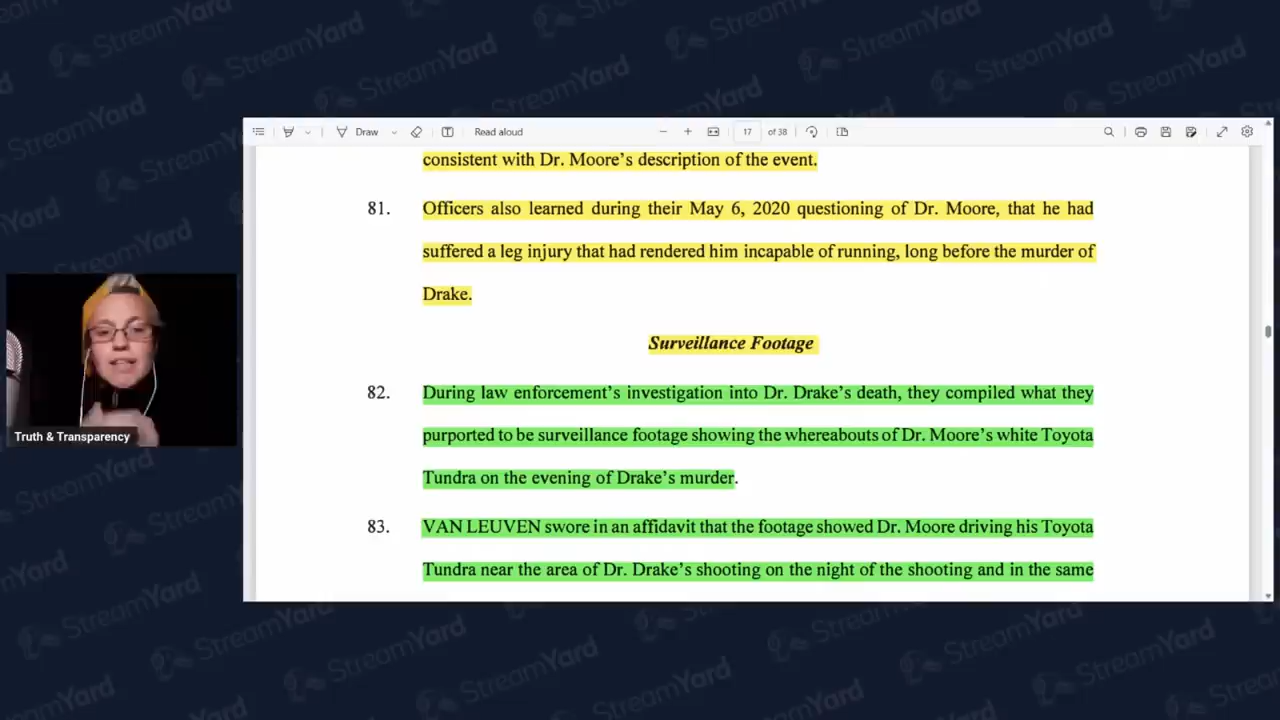 Draw
Read aloud
17 of 38
consistent with Dr. Moore's description of the event.
81. Officers also learned during their May 6, 2020 questioning of Dr. Moore, that he had
suffered a leg injury that had rendered him incapable of running, long before the murder of
Drake.
Surveillance Footage
82. During law enforcement's investigation into Dr. Drake's death, they compiled what they
purported to be surveillance footage showing the whereabouts of Dr. Moore's white Toyota
Tundra on the evening of Drake's murder.
83. VAN LEUVEN swore in an affidavit that the footage showed Dr. Moore driving his Toyota
Tundra near the area of Dr. Drake's shooting on the night of the shooting and in the same
Truth & Transparency
StreamYard